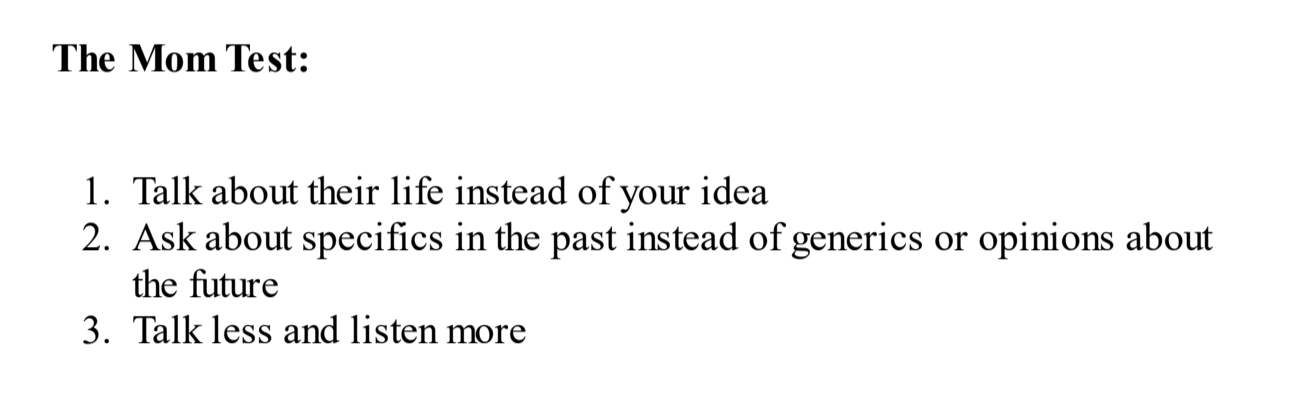 The Mom Test:
1. Talk about their life instead of your idea
2. Ask about specifics in the past instead of generics or opinions about
the future
3. Talk less and listen more